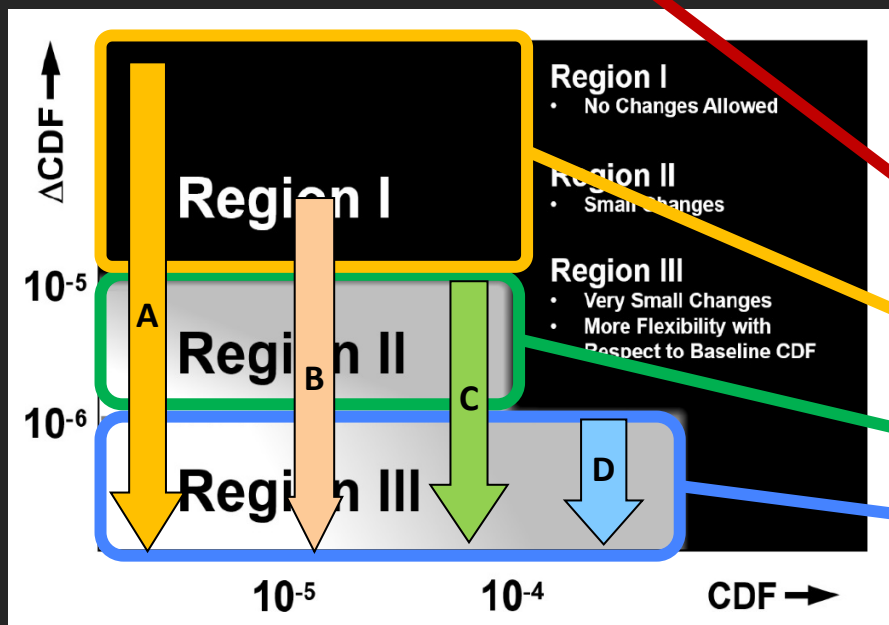 ΔCDF
Region I
• No Changes Allowed
Region II
• Small Changes
Region III
• Very Small Changes
• More Flexibility with
Respect to Baseline CDF
Region I
10-5
A
Region II
B
C
10-6
Region III
D
10-5
10-4
CDF